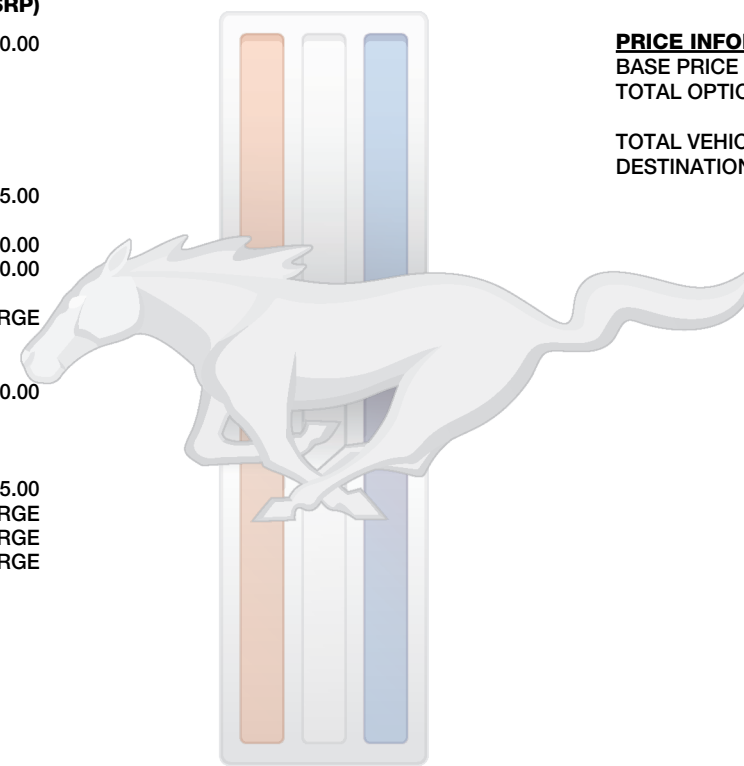 SRP)
0.00
5.00
0.00
0.00
RGE
0.00
5.00
RGE
RGE
RGE
PRICE INFO
BASE PRICE
TOTAL OPTIO
TOTAL VEHIC
DESTINATION